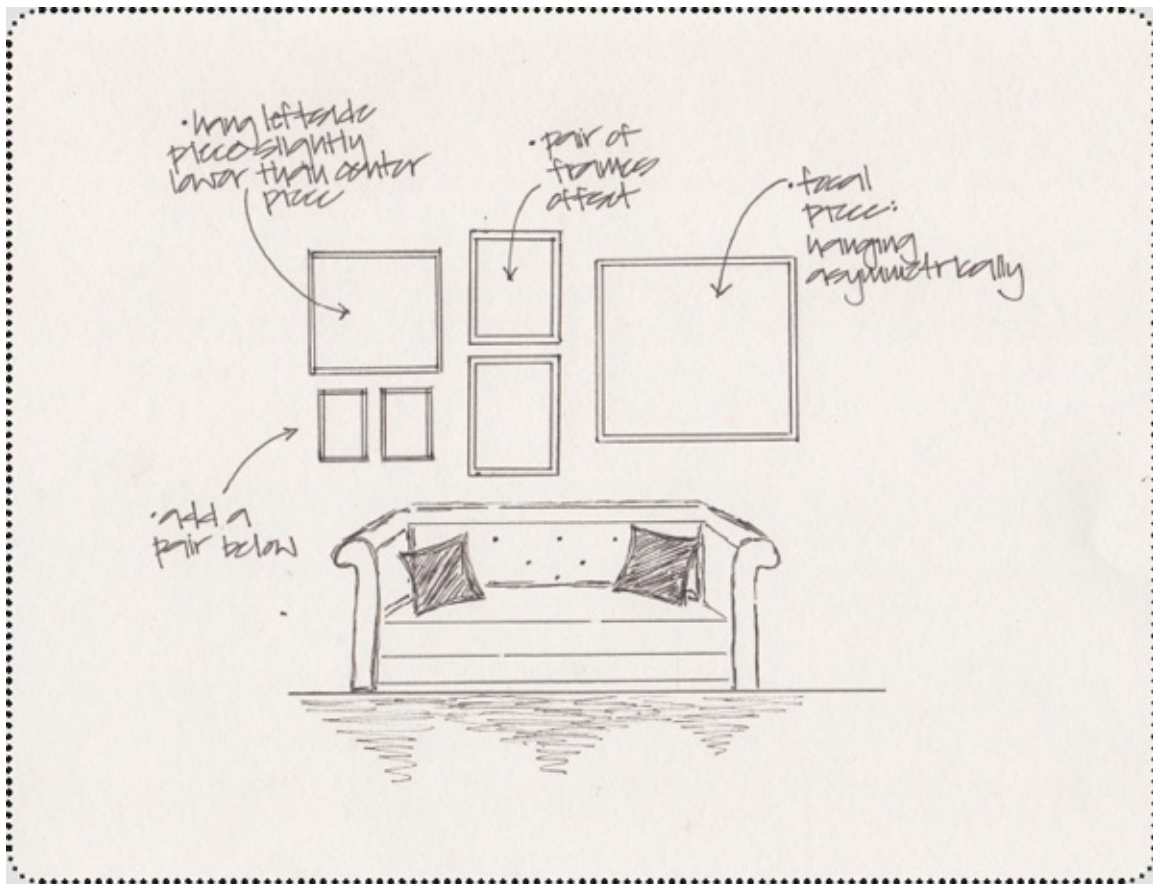 • hang leftside
piece slightly
lower than center
piece
• pair of
frames
offset
• focal
piece:
hanging
asymmetrically
• add a
pair below